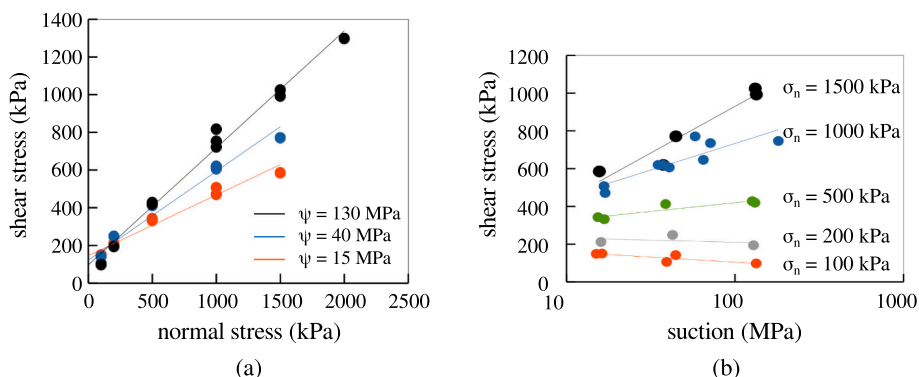 (a)
shear stress (kPa)
1400
1200
1000
800
600
400
200
0
0 500 1000 1500 2000 2500
normal stress (kPa)
ψ = 130 MPa
ψ = 40 MPa
ψ = 15 MPa
(a)
(b)
shear stress (kPa)
1200
1000
800
600
400
200
0
10 100 1000
suction (MPa)
σn = 1500 kPa
σn = 1000 kPa
σn = 500 kPa
σn = 200 kPa
σn = 100 kPa
(b)